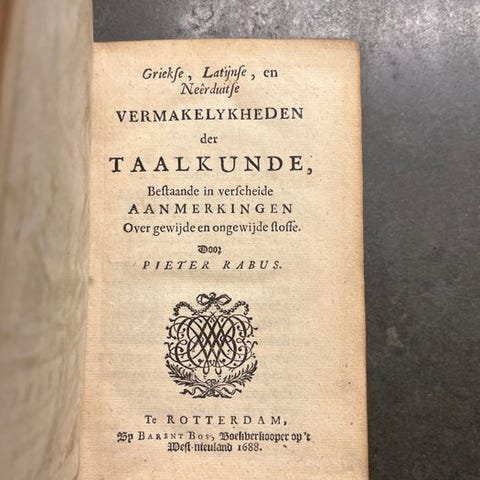 Griekse, Latijnse, en
Neêrduitse
VERMAKELYKHEDEN
der
TAALKUNDE,
Bestaande in verscheide
AANMERKINGEN
Over gewijde en ongewijde stoffe.
Door
PIETER RABUS.
Te ROTTERDAM,
By BARENT BOS, Boekverkooper op 't
West-nieuland 1688.